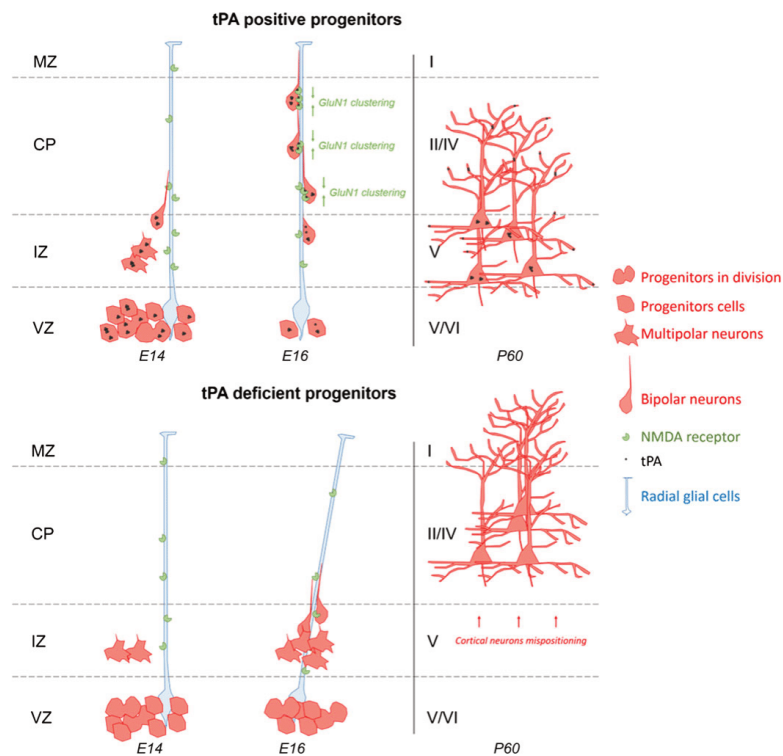 tPA positive progenitors
MZ
I
GluN1 clustering
CP
GluN1 clustering
II/IV
GluN1 clustering
IZ
V
VZ
V/VI
E14
E16
P60
Progenitors in division
Progenitors cells
Multipolar neurons
Bipolar neurons
NMDA receptor
tPA
Radial glial cells
tPA deficient progenitors
MZ
I
CP
II/IV
IZ
V
Cortical neurons mispositioning
VZ
V/VI
E14
E16
P60